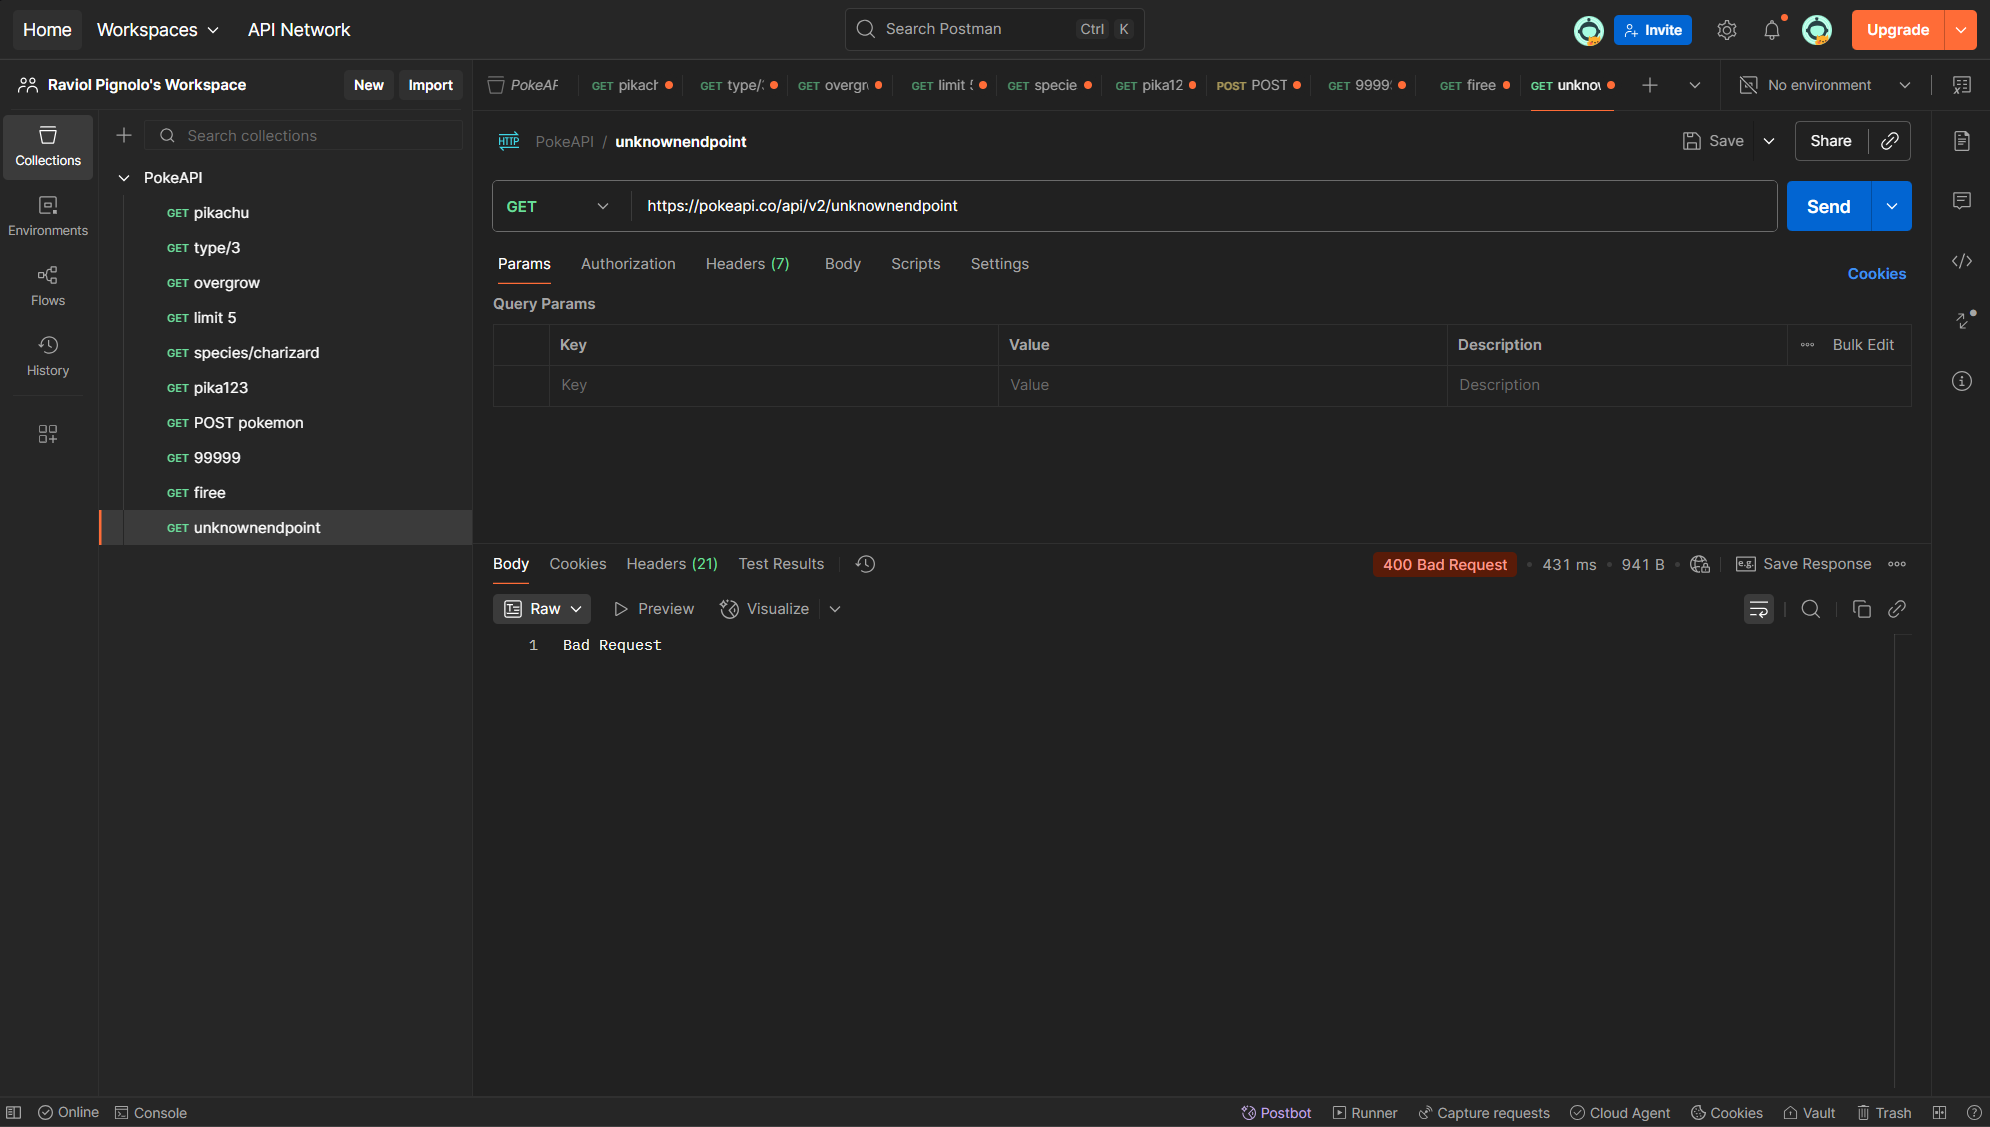 Home Workspaces API Network Search Postman Ctrl K Invite Upgrade
Raviol Pignolo's Workspace New Import PokeAP GET pikach GET type/3 GET overgr GET limit 5 GET specie GET pika12 POST POST GET 9999 GET firee GET unkno No environment
Collections
Environments
Flows
History
Search collections
PokeAPI
GET pikachu
GET type/3
GET overgrow
GET limit 5
GET species/charizard
GET pika123
GET POST pokemon
GET 99999
GET firee
GET unknownendpoint
HTTP PokeAPI / unknownendpoint Save Share
GET https://pokeapi.co/api/v2/unknownendpoint Send
Params Authorization Headers (7) Body Scripts Settings Cookies
Query Params
Key Value Description Bulk Edit
Key Value Description
Body Cookies Headers (21) Test Results 400 Bad Request • 431 ms • 941 B • e.g. Save Response
Raw Preview Visualize
1 Bad Request
Online Console Postbot Runner Capture requests Cloud Agent Cookies Vault Trash